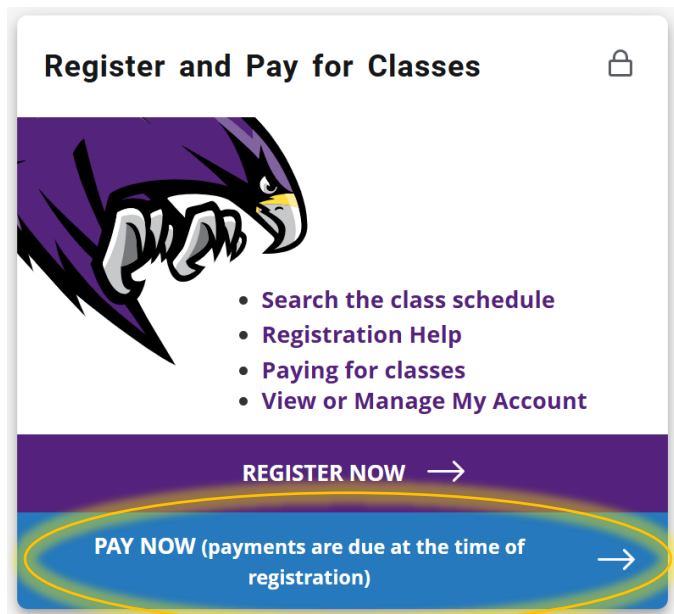 Register and Pay for Classes
Search the class schedule
Registration Help
Paying for classes
View or Manage My Account
REGISTER NOW
PAY NOW (payments are due at the time of
registration)